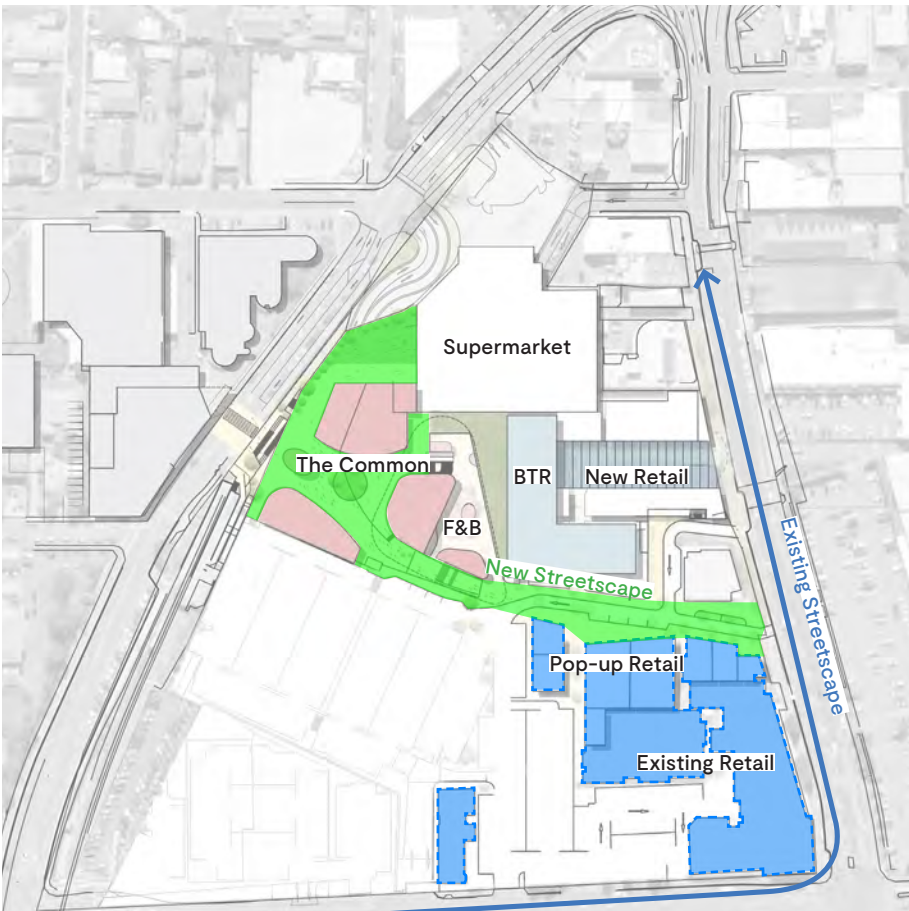 Supermarket
The Common
BTR
New Retail
F&B
New Streetscape
Existing Streetscape
Pop-up Retail
Existing Retail